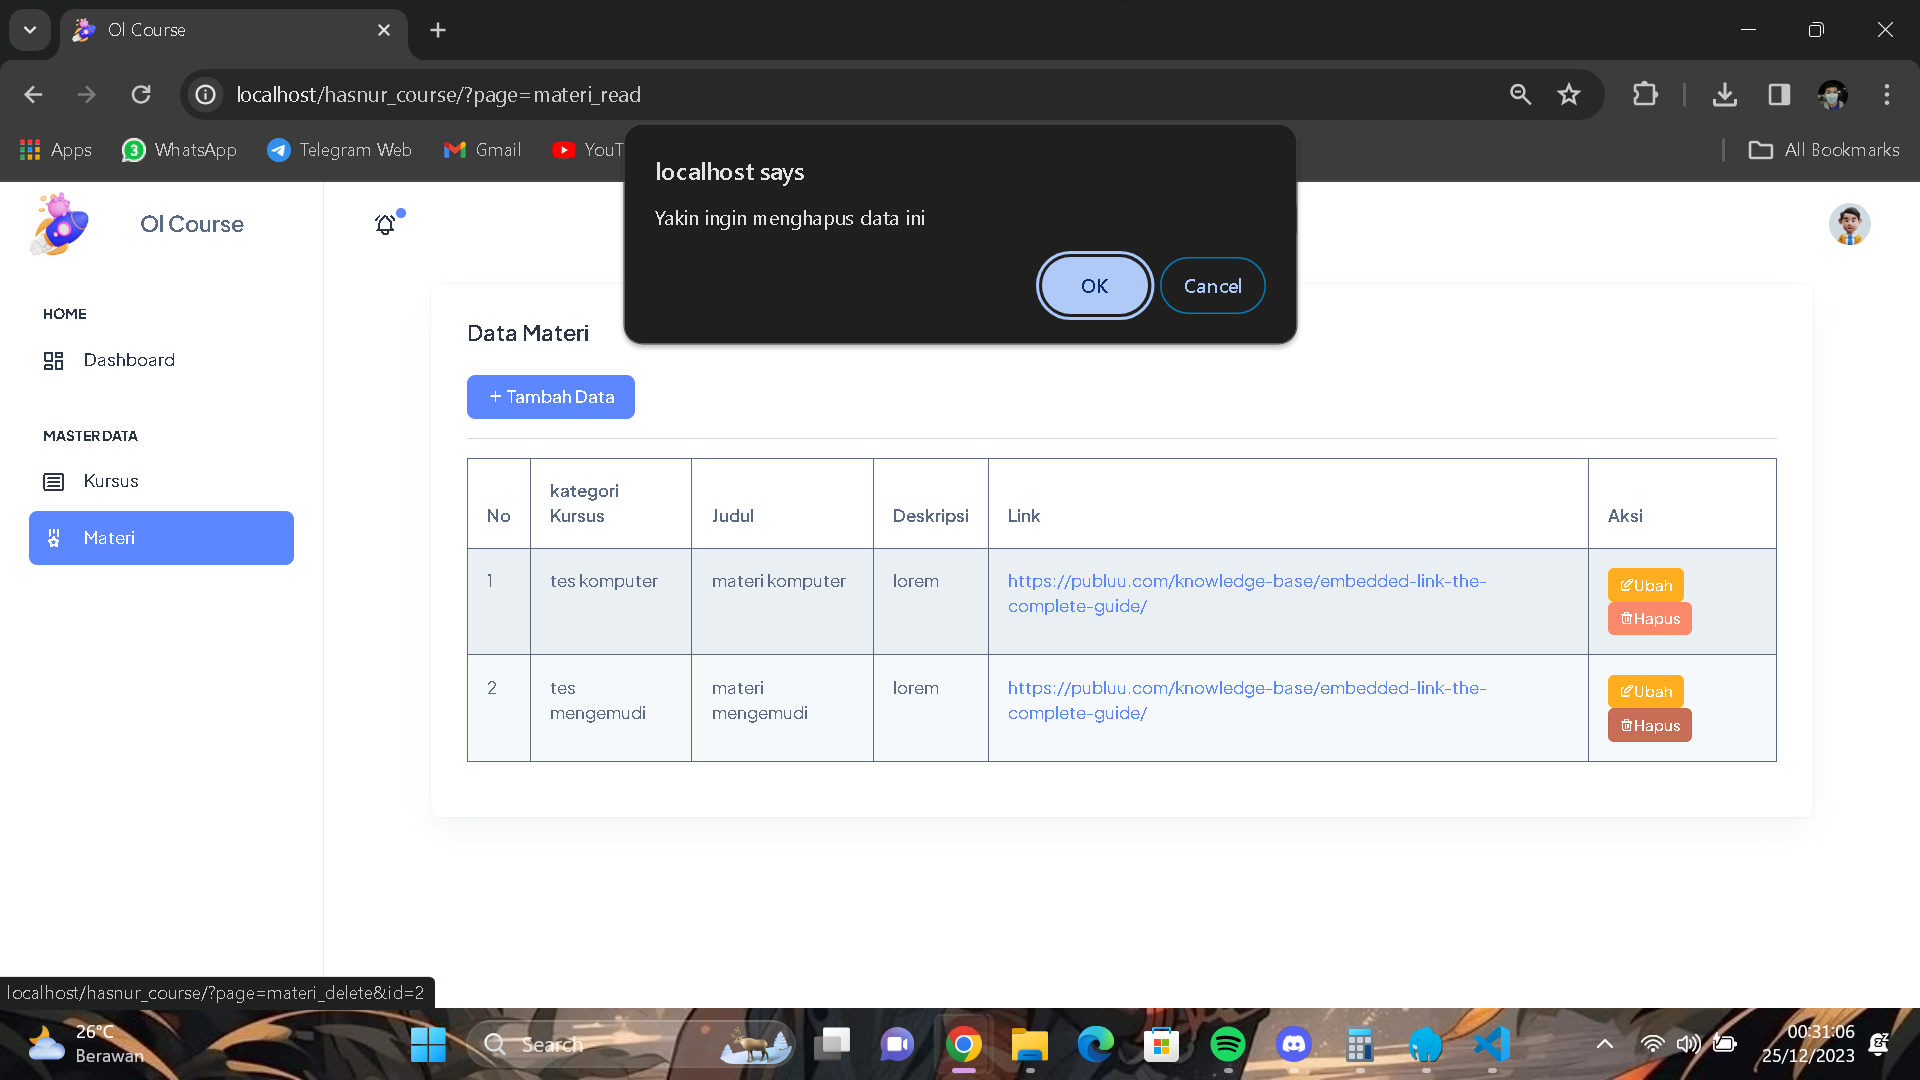 Ol Course
localhost/hasnur_course/?page=materi_read
Apps
3
WhatsApp
Telegram Web
Gmail
YouT
All Bookmarks
localhost says
Yakin ingin menghapus data ini
OK
Cancel
Ol Course
HOME
Dashboard
MASTER DATA
Kursus
Materi
Data Materi
+ Tambah Data
No
kategori
Kursus
Judul
Deskripsi
Link
Aksi
1
tes komputer
materi komputer
lorem
https://publuu.com/knowledge-base/embedded-link-the-
complete-guide/
Ubah
Hapus
2
tes
mengemudi
materi
mengemudi
lorem
https://publuu.com/knowledge-base/embedded-link-the-
complete-guide/
Ubah
Hapus
localhost/hasnur_course/?page=materi_delete&id=2
26°C
Berawan
Search
00:31:06
25/12/2023